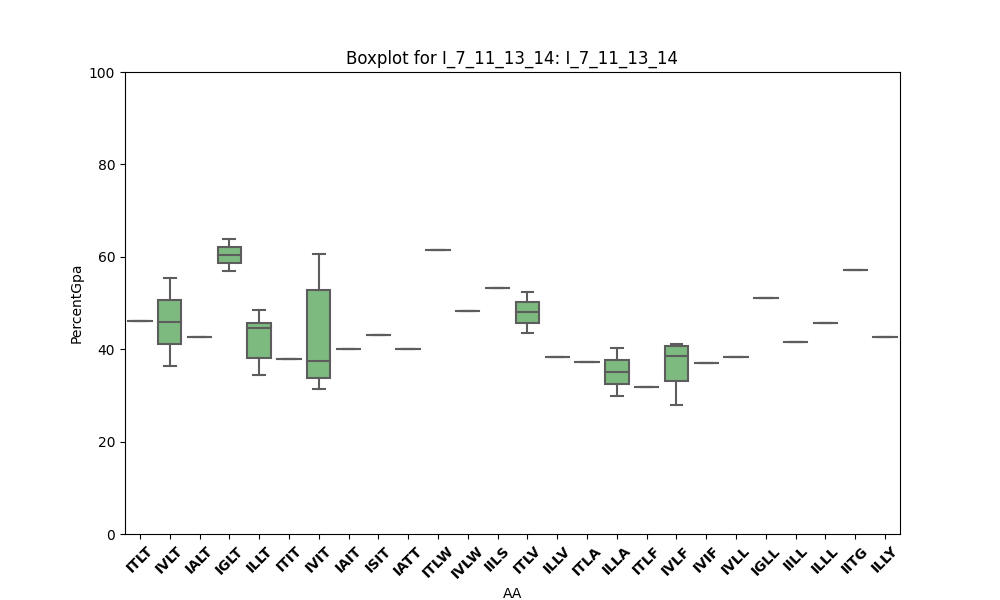 Boxplot for I_7_11_13_14: I_7_11_13_14
100
80
60
40
20
0
PercentGpa
ITLT IVLT IALT IGLT ILLT ITIT IVIT IAIT ISIT IATT ITLW IVLW IILS ITLV ILLV ITLA ILLA ITLF IVLF IVIF IVLL IGLL IILL ILLL IITG ILLY
AA